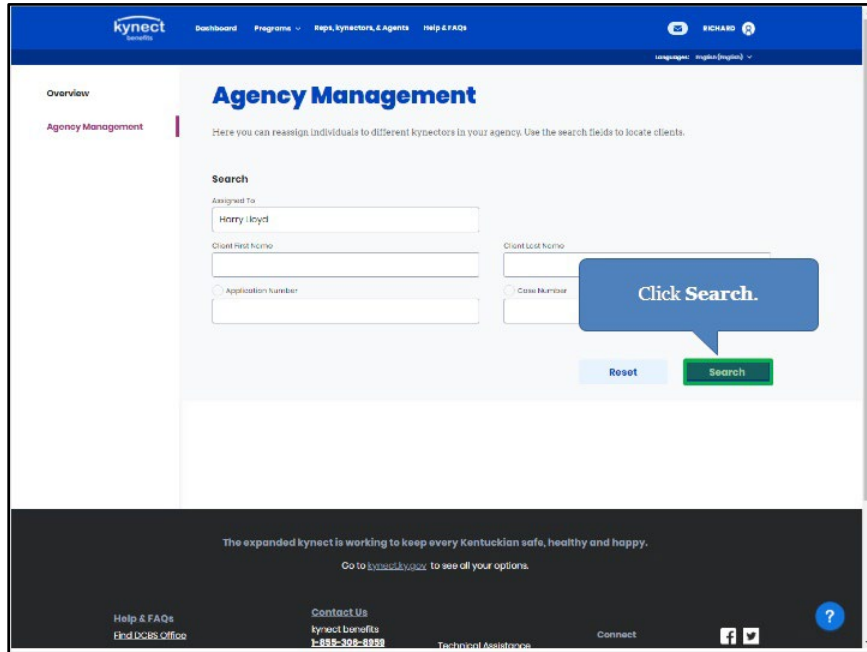 kynect
benefits
Dashboard Programs Reps, kynectors, & Agents Help & FAQs RICHARD
Languages: English (English)
Overview
Agency Management
Agency Management
Here you can reassign individuals to different kynectors in your agency. Use the search fields to locate clients.
Search
Assigned To
Harry Lloyd
Client First Name Client Last Name
Application Number Case Number
Click Search.
Reset Search
The expanded kynect is working to keep every Kentuckian safe, healthy and happy.
Go to kynect.ky.gov to see all your options.
Help & FAQs
Find DCBS Office
Contact Us
kynect benefits
1-855-306-8959
Technical Assistance
Connect
?